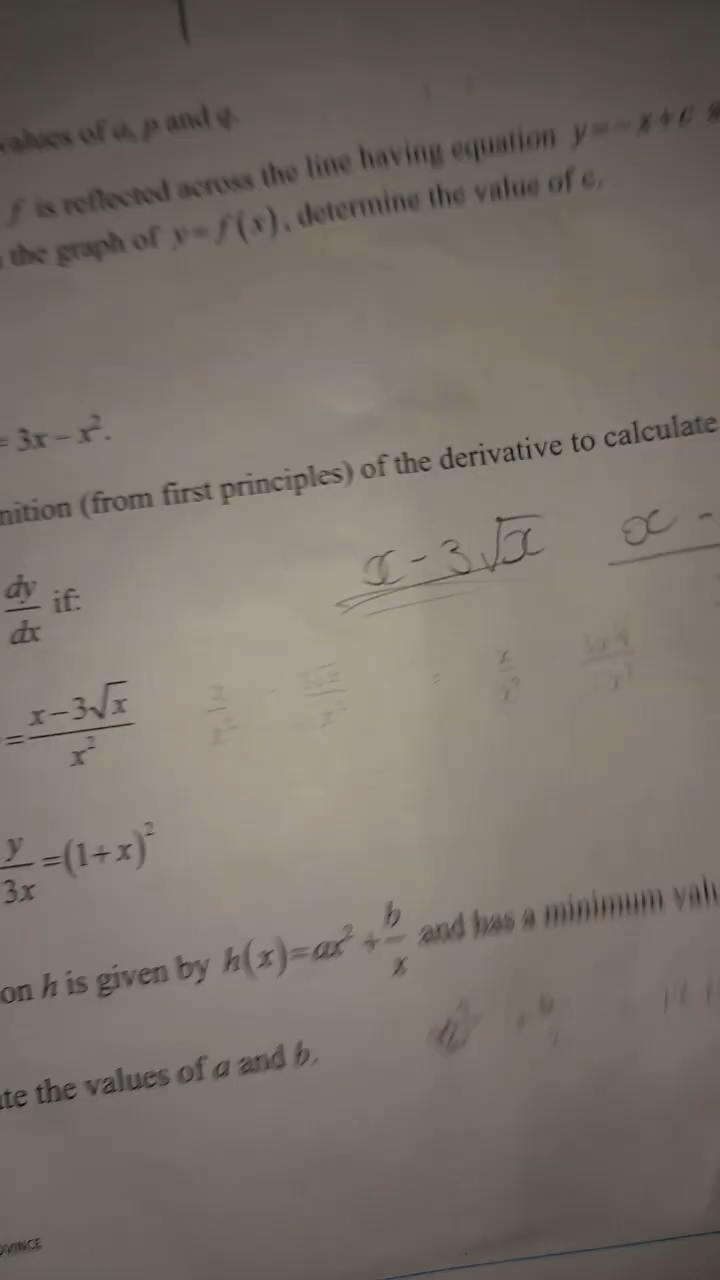 values of a, p and q.
f is reflected across the line having equation y=-x+c
the graph of y=f(x), determine the value of c.
= 3x-x².
nition (from first principles) of the derivative to calculate
x-3√x x -
dy/dx if:
= (x-3√x)/x²
y/3x =(1+x)²
on h is given by h(x)=ax²+b/x and has a minimum valu
te the values of a and b.
OVINCE